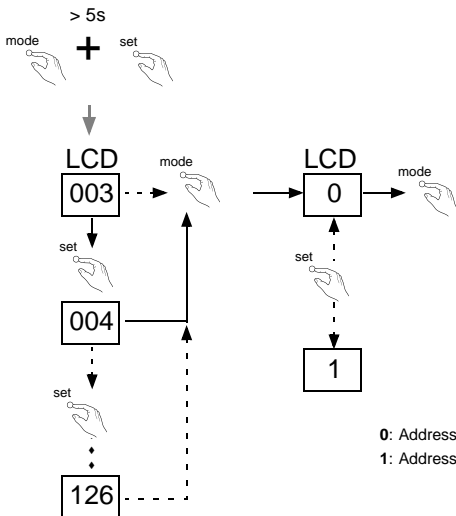 > 5s
mode + set
LCD
003
mode
set
004
set
126
LCD
0
mode
set
1
0: Address
1: Address